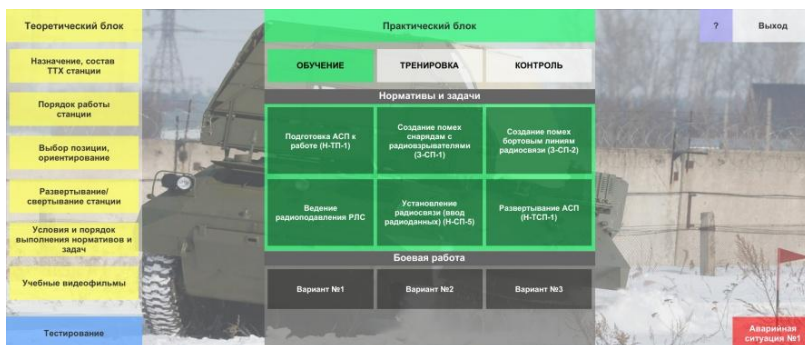 Теоретический блок
Практический блок
?
Выход
Назначение, состав
ТТХ станции
Порядок работы
станции
Выбор позиции,
ориентирование
Развертывание/
свертывание станции
Условия и порядок
выполнения нормативов и
задач
Учебные видеофильмы
Тестирование
ОБУЧЕНИЕ
ТРЕНИРОВКА
КОНТРОЛЬ
Нормативы и задачи
Подготовка АСП к
работе (Н-ТП-1)
Создание помех
снарядам с
радиовзрывателями
(З-СП-1)
Создание помех
бортовым линиям
радиосвязи (З-СП-2)
Ведение
радиоподавления РЛС
Установление
радиосвязи (ввод
радиоданных) (Н-СП-5)
Развертывание АСП
(Н-ТСП-1)
Боевая работа
Вариант №1
Вариант №2
Вариант №3
Аварийная
ситуация №1